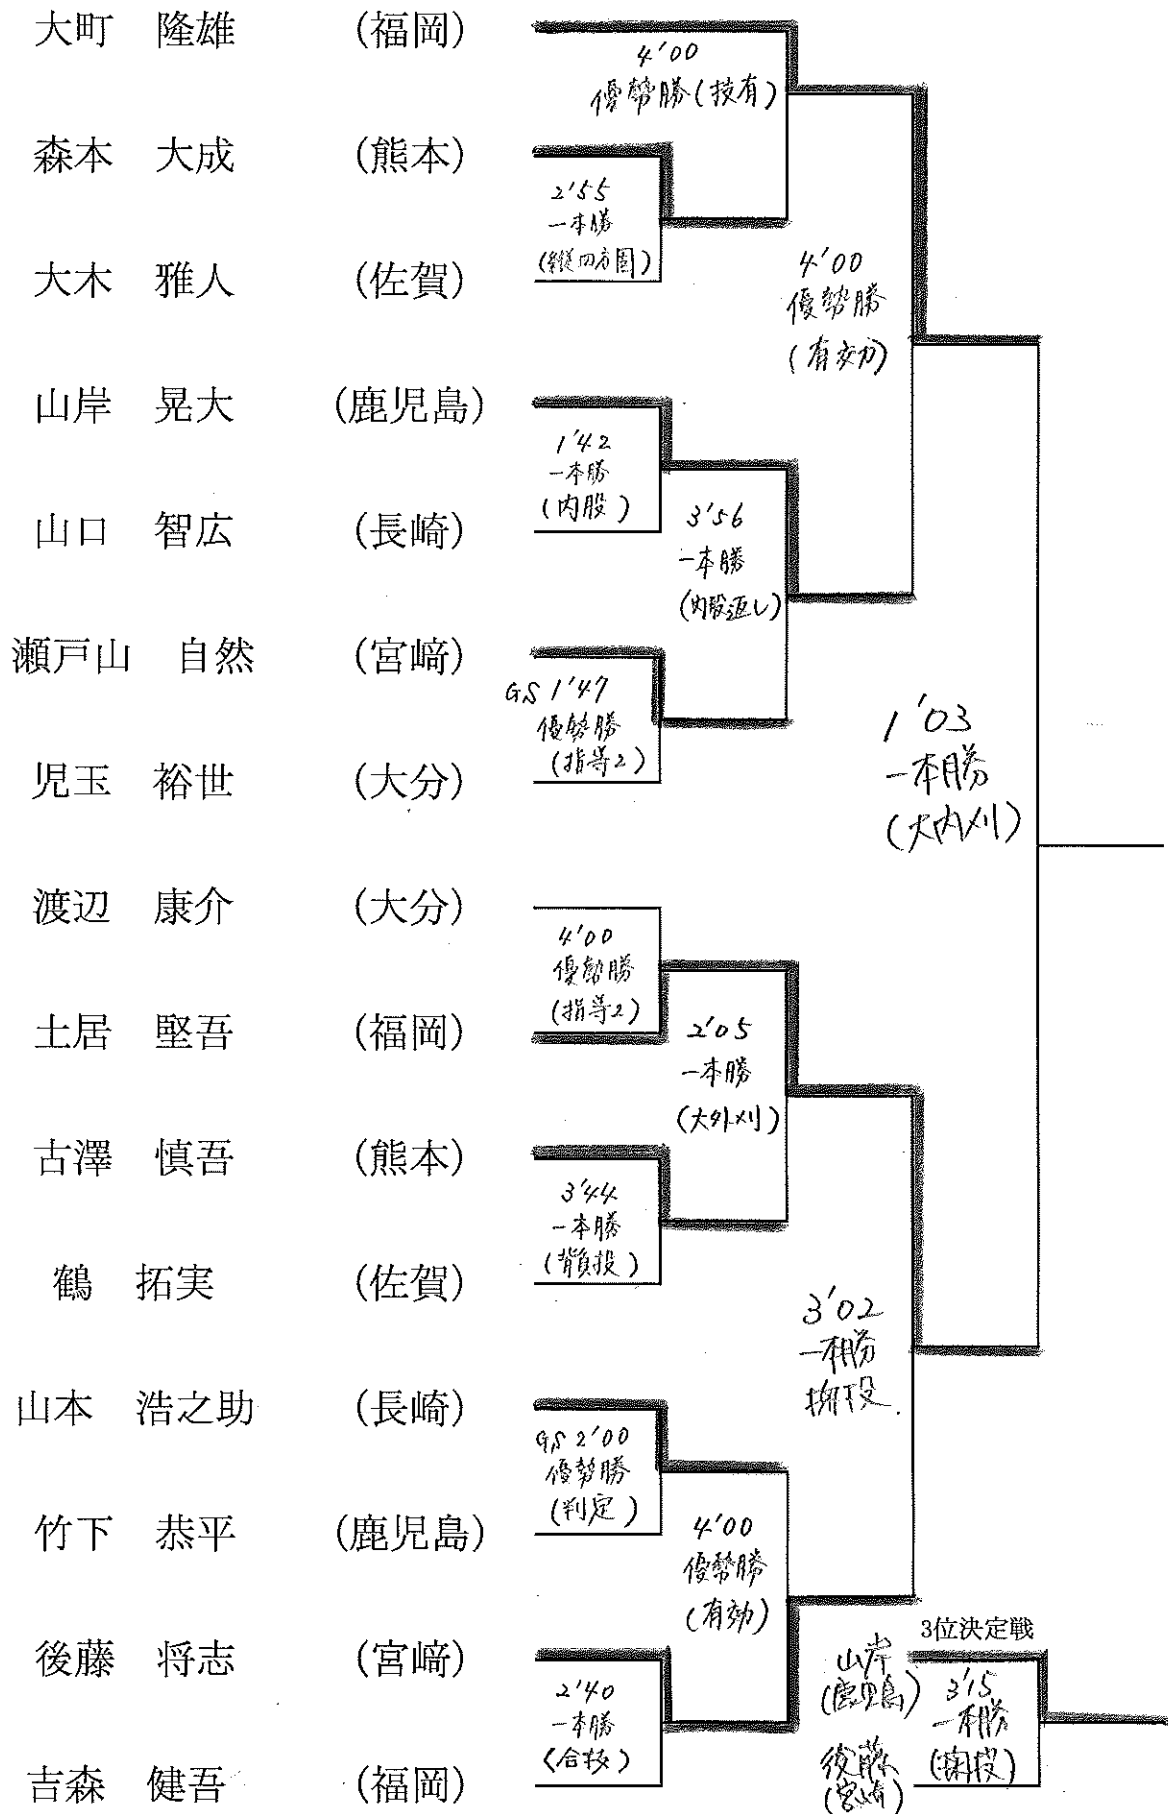 大町 隆雄 (福岡)
4'00
優勢勝(技有)
森本 大成 (熊本)
2'55
一本勝
(縦四方固)
大木 雅人 (佐賀)
4'00
優勢勝
(有効)
山岸 晃大 (鹿児島)
1'42
一本勝
(内股)
山口 智広 (長崎)
3'56
一本勝
(内股返し)
瀬戸山 自然 (宮﨑)
GS 1'47
優勢勝
(指導2)
児玉 裕世 (大分)
1'03
一本勝
(大内刈)
渡辺 康介 (大分)
4'00
優勢勝
(指導2)
土居 堅吾 (福岡)
2'05
一本勝
(大外刈)
古澤 慎吾 (熊本)
3'44
一本勝
(背負投)
鶴 拓実 (佐賀)
3'02
一本勝
山本 浩之助 (長崎)
GS 2'00
優勢勝
(判定)
竹下 恭平 (鹿児島)
4'00
優勢勝
(有効)
後藤 将志 (宮﨑)
2'40
一本勝
(合技)
吉森 健吾 (福岡)
3位決定戦
山岸
(鹿児島)
後藤
(宮崎)
3'15
一本勝